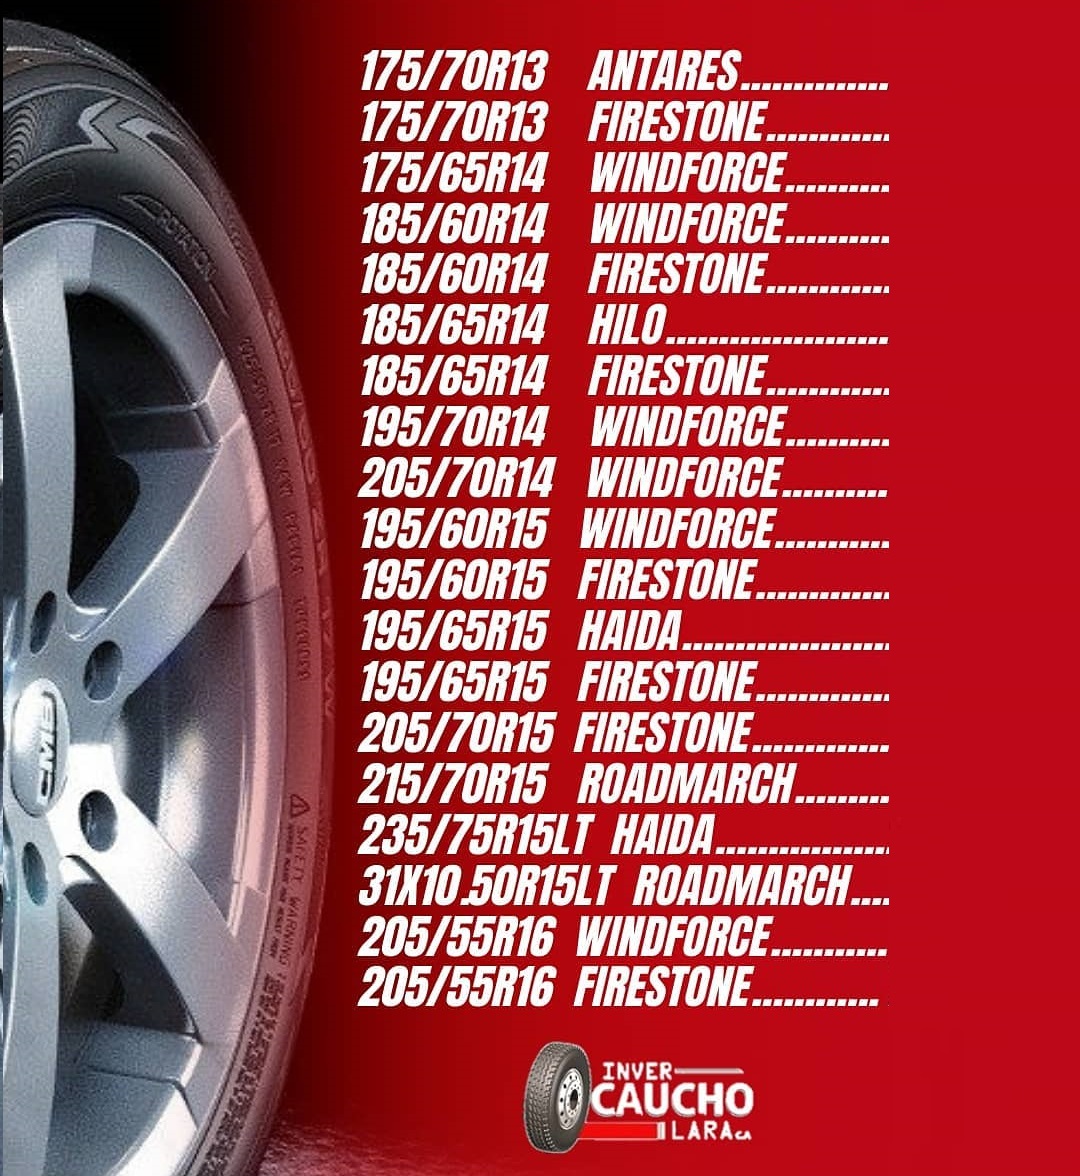 175/70R13 ANTARES..............
175/70R13 FIRESTONE............
175/65R14 WINDFORCE..........
185/60R14 WINDFORCE..........
185/60R14 FIRESTONE............
185/65R14 HILO.....................
185/65R14 FIRESTONE............
195/70R14 WINDFORCE..........
205/70R14 WINDFORCE..........
195/60R15 WINDFORCE...........
195/60R15 FIRESTONE.............
195/65R15 HAIDA....................
195/65R15 FIRESTONE.............
205/70R15 FIRESTONE.............
215/70R15 ROADMARCH.........
235/75R15LT HAIDA.................
31X10.50R15LT ROADMARCH....
205/55R16 WINDFORCE...........
205/55R16 FIRESTONE............
ROTATION
SAFETY WARNING
INVER
CAUCHO
LARA CA